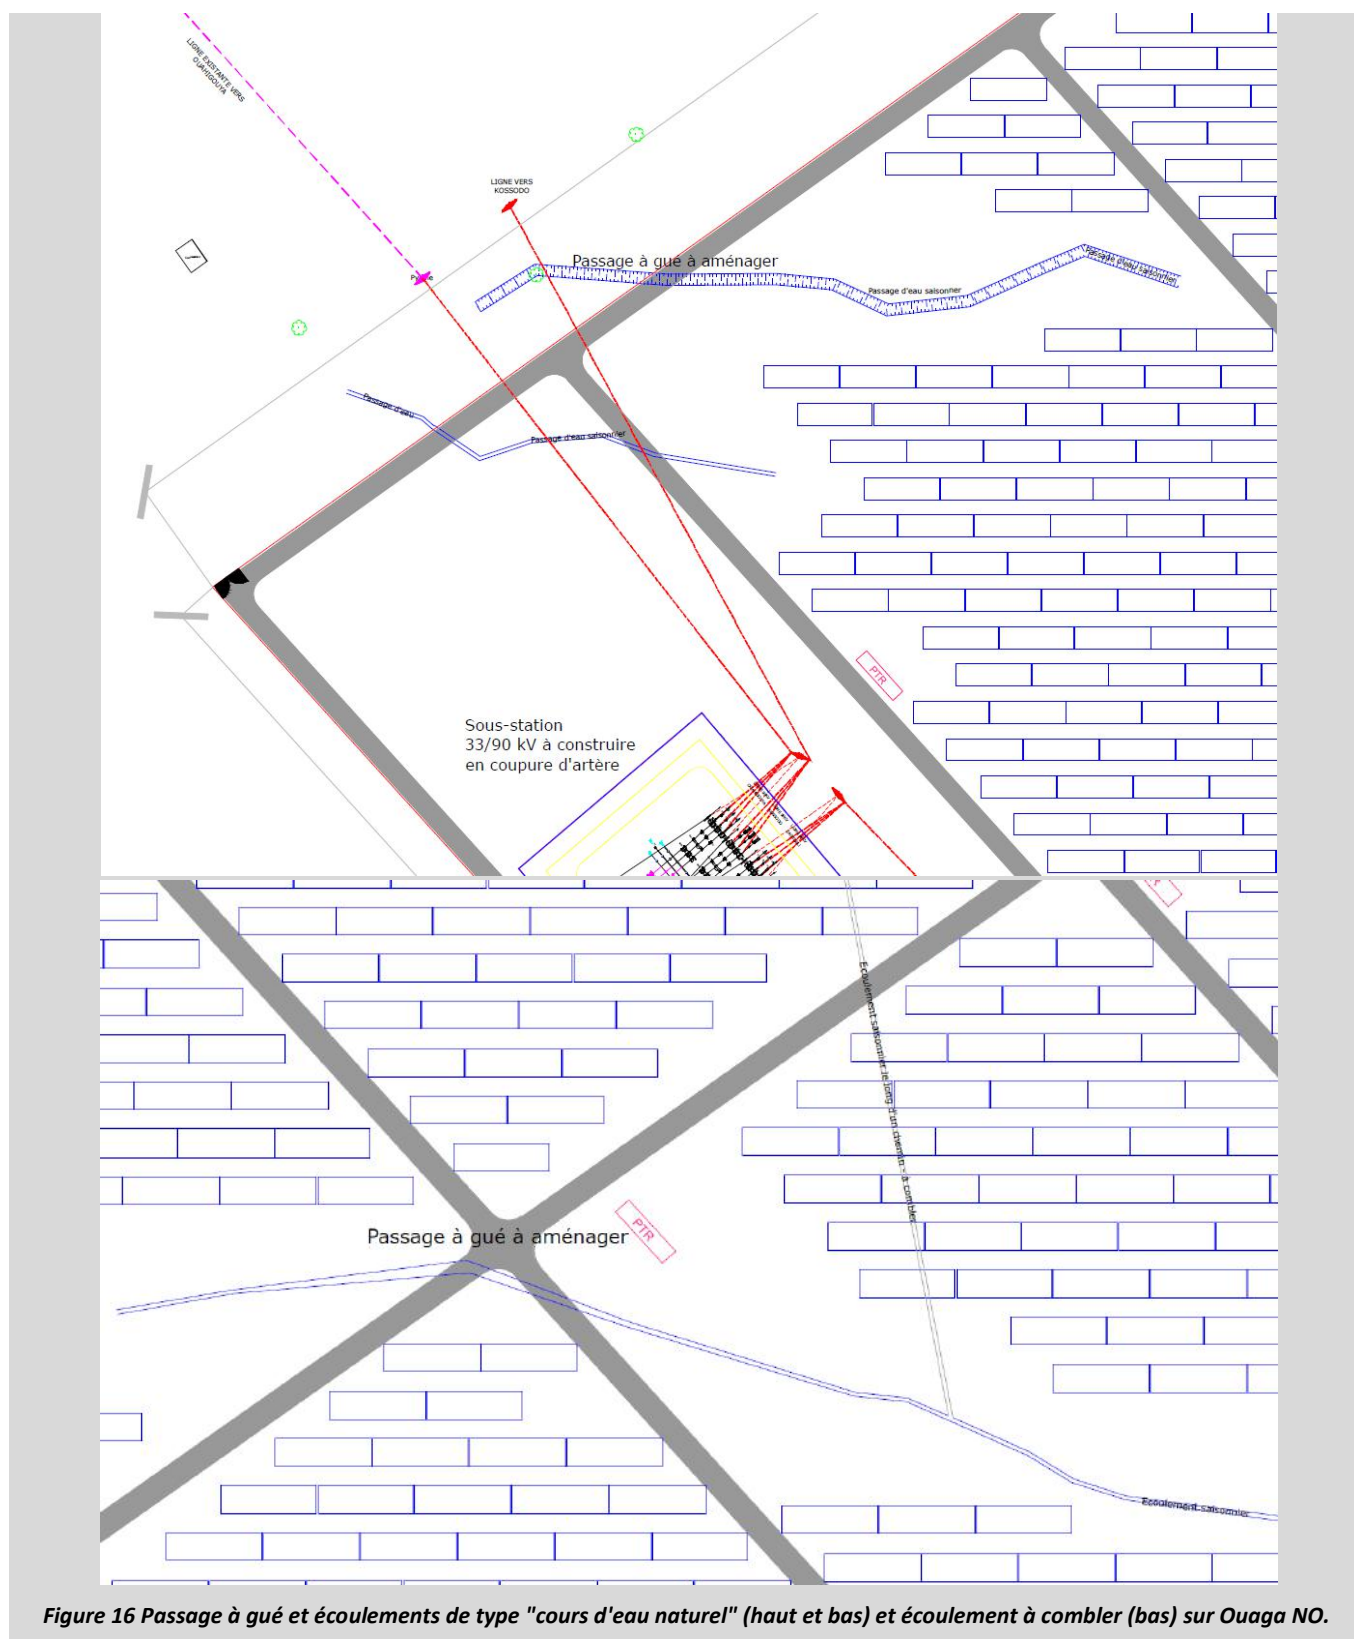 LIGNE EXISTANTE VERS
OUAHIGOUYA
LIGNE VERS
KOSSODO
Passage à gué à aménager
Passage d'eau saisonnier
Passage d'eau saisonnier
Passage d'eau
Passage d'eau saisonnier
PTR
Sous-station
33/90 kV à construire
en coupure d'artère
Ecoulement saisonnier le long d'un chemin - à combler
Passage à gué à aménager
PTR
Ecoulement saisonnier
Figure 16 Passage à gué et écoulements de type "cours d'eau naturel" (haut et bas) et écoulement à combler (bas) sur Ouaga NO.